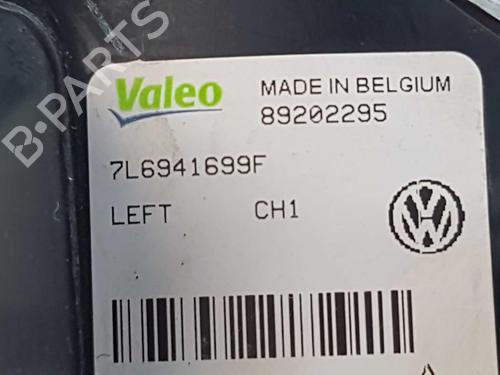 B-PARTS
Valeo
MADE IN BELGIUM
89202295
7L6941699F
LEFT CH1